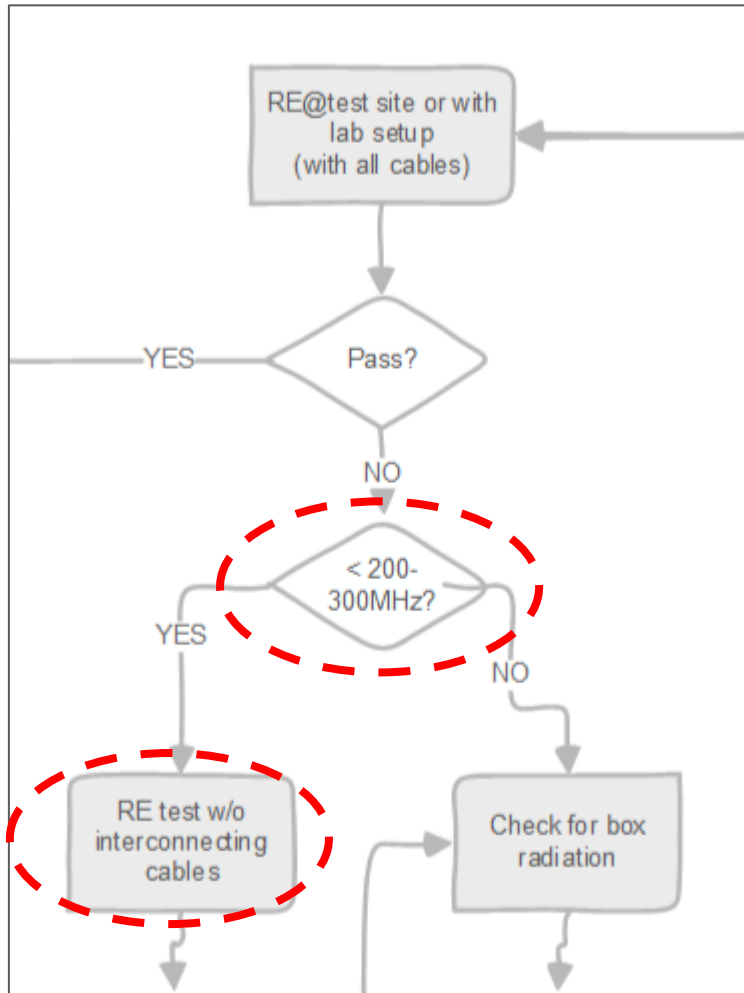 RE@test site or with
lab setup
(with all cables)
YES
Pass?
NO
< 200-
300MHz?
YES
NO
RE test w/o
interconnecting
cables
Check for box
radiation